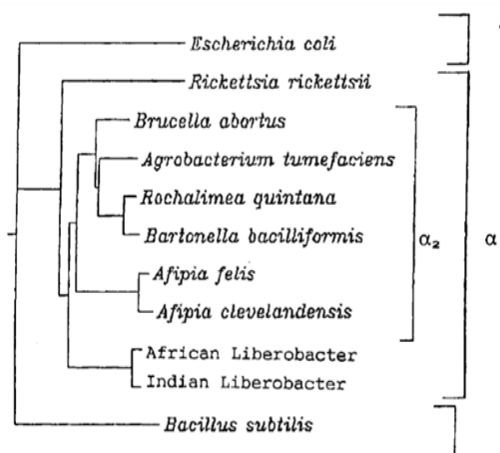 Escherichia coli
Rickettsia rickettsii
Brucella abortus
Agrobacterium tumefaciens
Rochalimea quintana
Bartonella bacilliformis
α₂
α
Afipia felis
Afipia clevelandensis
African Liberobacter
Indian Liberobacter
Bacillus subtilis